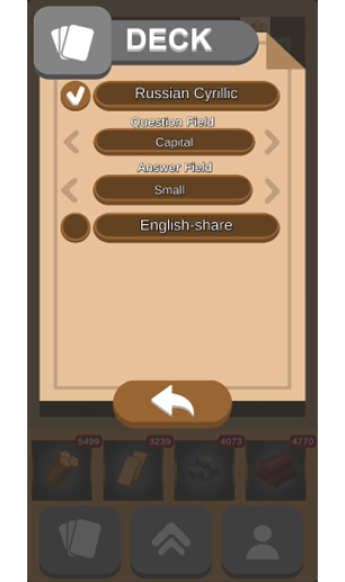 DECK
Russian Cyrillic
Question Field
Capital
Answer Field
Small
English-share
5499
3239
4073
4770